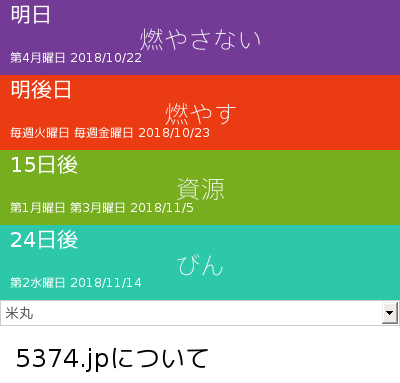 明日
燃やさない
第4月曜日 2018/10/22
明後日
燃やす
毎週火曜日 毎週金曜日 2018/10/23
15日後
資源
第1月曜日 第3月曜日 2018/11/5
24日後
びん
第2水曜日 2018/11/14
米丸
5374.jpについて